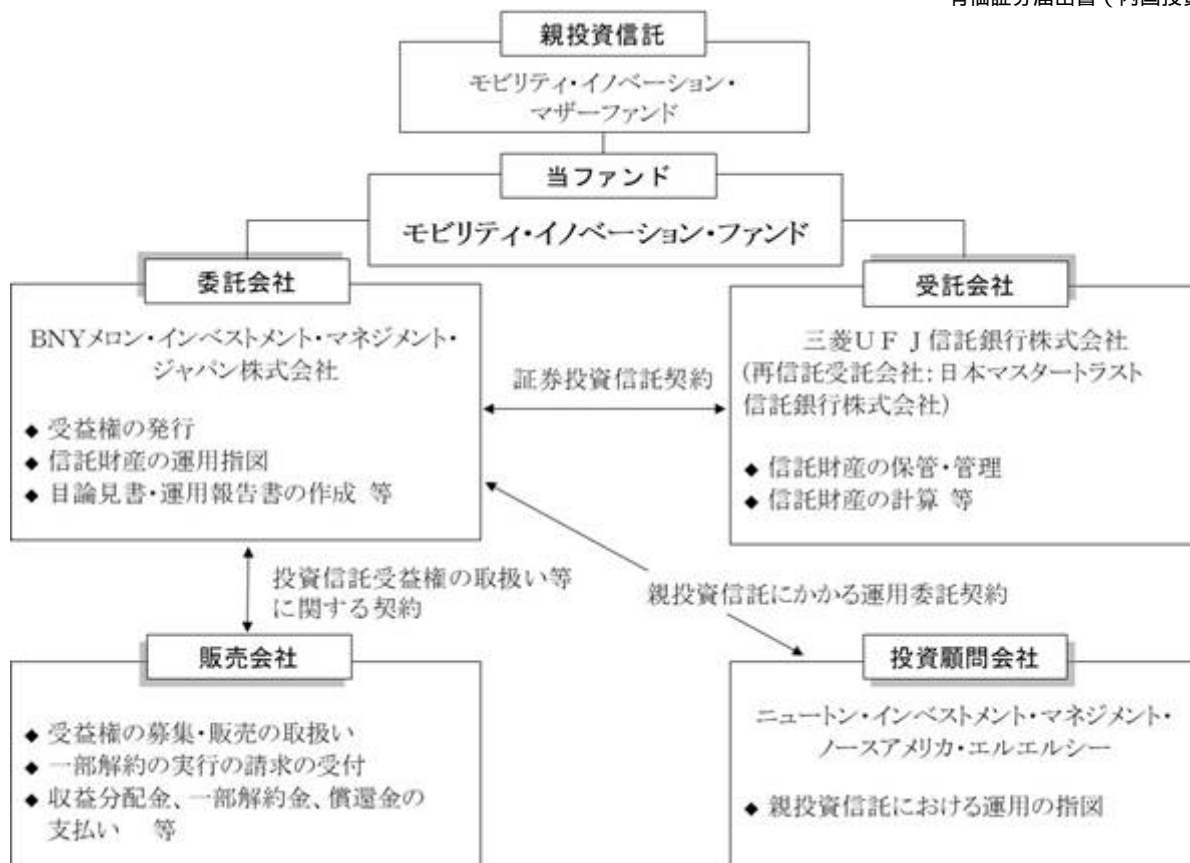 有価証券届出書（内国投資
親投資信託
モビリティ・イノベーション・
マザーファンド
当ファンド
モビリティ・イノベーション・ファンド
委託会社
BNYメロン・インベストメント・マネジメント・
ジャパン株式会社
◆ 受益権の発行
◆ 信託財産の運用指図
◆ 目論見書・運用報告書の作成 等
証券投資信託契約
受託会社
三菱ＵＦＪ信託銀行株式会社
(再信託受託会社：日本マスタートラスト
信託銀行株式会社)
◆ 信託財産の保管・管理
◆ 信託財産の計算 等
投資信託受益権の取扱い等
に関する契約
親投資信託にかかる運用委託契約
販売会社
◆ 受益権の募集・販売の取扱い
◆ 一部解約の実行の請求の受付
◆ 収益分配金、一部解約金、償還金の
支払い 等
投資顧問会社
ニュートン・インベストメント・マネジメント・
ノースアメリカ・エルエルシー
◆ 親投資信託における運用の指図